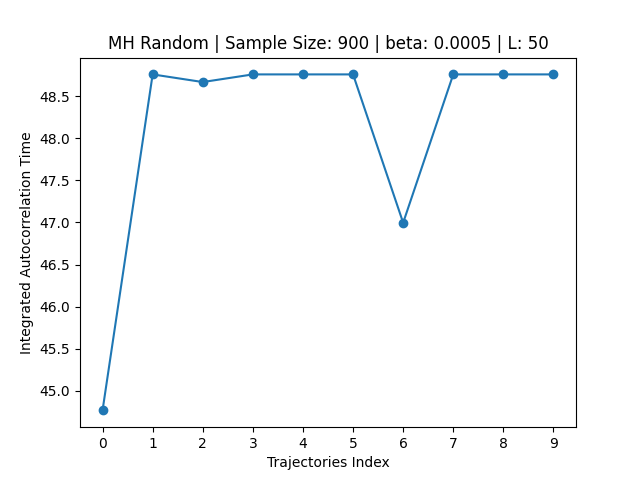 MH Random | Sample Size: 900 | beta: 0.0005 | L: 50
Integrated Autocorrelation Time
48.5
48.0
47.5
47.0
46.5
46.0
45.5
45.0
0 1 2 3 4 5 6 7 8 9
Trajectories Index